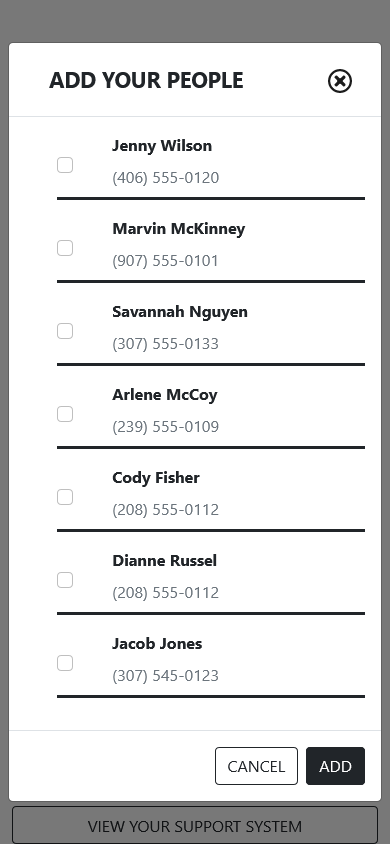 ADD YOUR PEOPLE
Jenny Wilson
(406) 555-0120
Marvin McKinney
(907) 555-0101
Savannah Nguyen
(307) 555-0133
Arlene McCoy
(239) 555-0109
Cody Fisher
(208) 555-0112
Dianne Russel
(208) 555-0112
Jacob Jones
(307) 545-0123
CANCEL ADD
VIEW YOUR SUPPORT SYSTEM